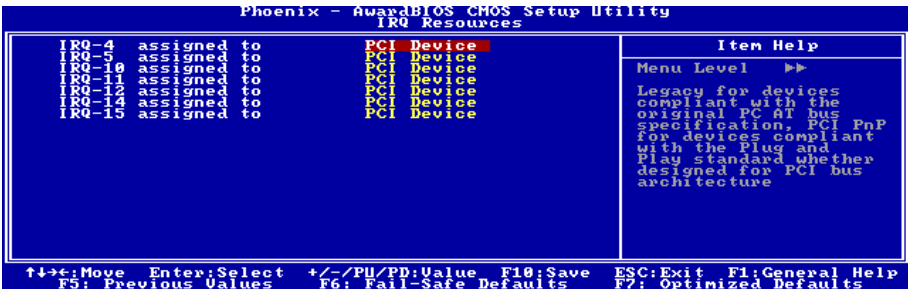 Phoenix - AwardBIOS CMOS Setup Utility
IRQ Resources
IRQ-4 assigned to PCI Device
IRQ-5 assigned to PCI Device
IRQ-10 assigned to PCI Device
IRQ-11 assigned to PCI Device
IRQ-12 assigned to PCI Device
IRQ-14 assigned to PCI Device
IRQ-15 assigned to PCI Device
Item Help
Menu Level ▶▶
Legacy for devices
compliant with the
original PC AT bus
specification, PCI PnP
for devices compliant
with the Plug and
Play standard whether
designed for PCI bus
architecture
↑↓→←:Move Enter:Select +/-/PU/PD:Value F10:Save ESC:Exit F1:General Help
F5: Previous Values F6: Fail-Safe Defaults F7: Optimized Defaults